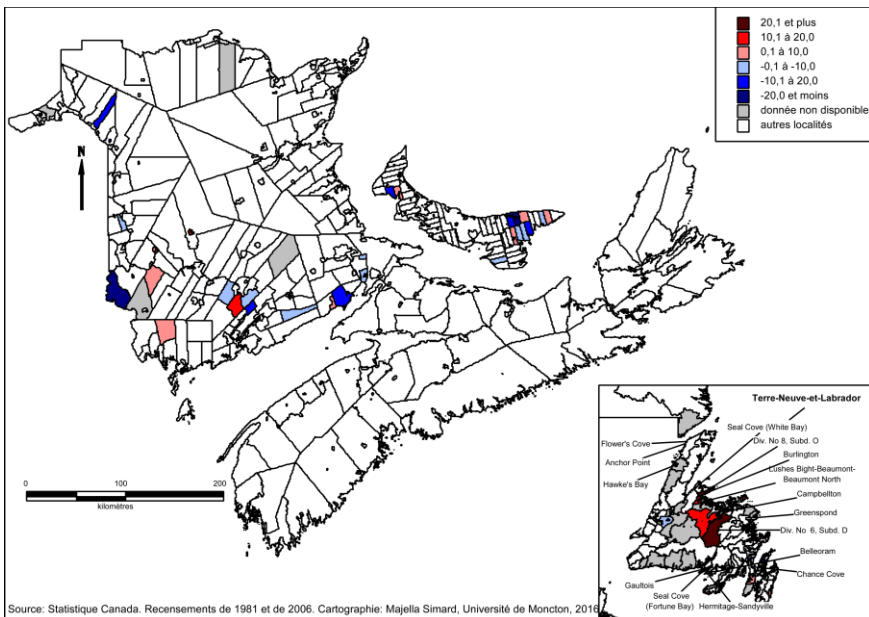 20,1 et plus
10,1 à 20,0
0,1 à 10,0
-0,1 à -10,0
-10,1 à 20,0
-20,0 et moins
donnée non disponible
autres localités
N
0 100 200
kilomètres
Terre-Neuve-et-Labrador
Seal Cove (White Bay)
Div. No 8, Subd. O
Flower's Cove
Burlington
Anchor Point
Lushes Bight-Beaumont-
Beaumont North
Hawke's Bay
Campbellton
Greenspond
Div. No 6, Subd. D
Belleoram
Chance Cove
Gaultois
Seal Cove
(Fortune Bay)
Hermitage-Sandyville
Source: Statistique Canada. Recensements de 1981 et de 2006. Cartographie: Majella Simard, Université de Moncton, 2016